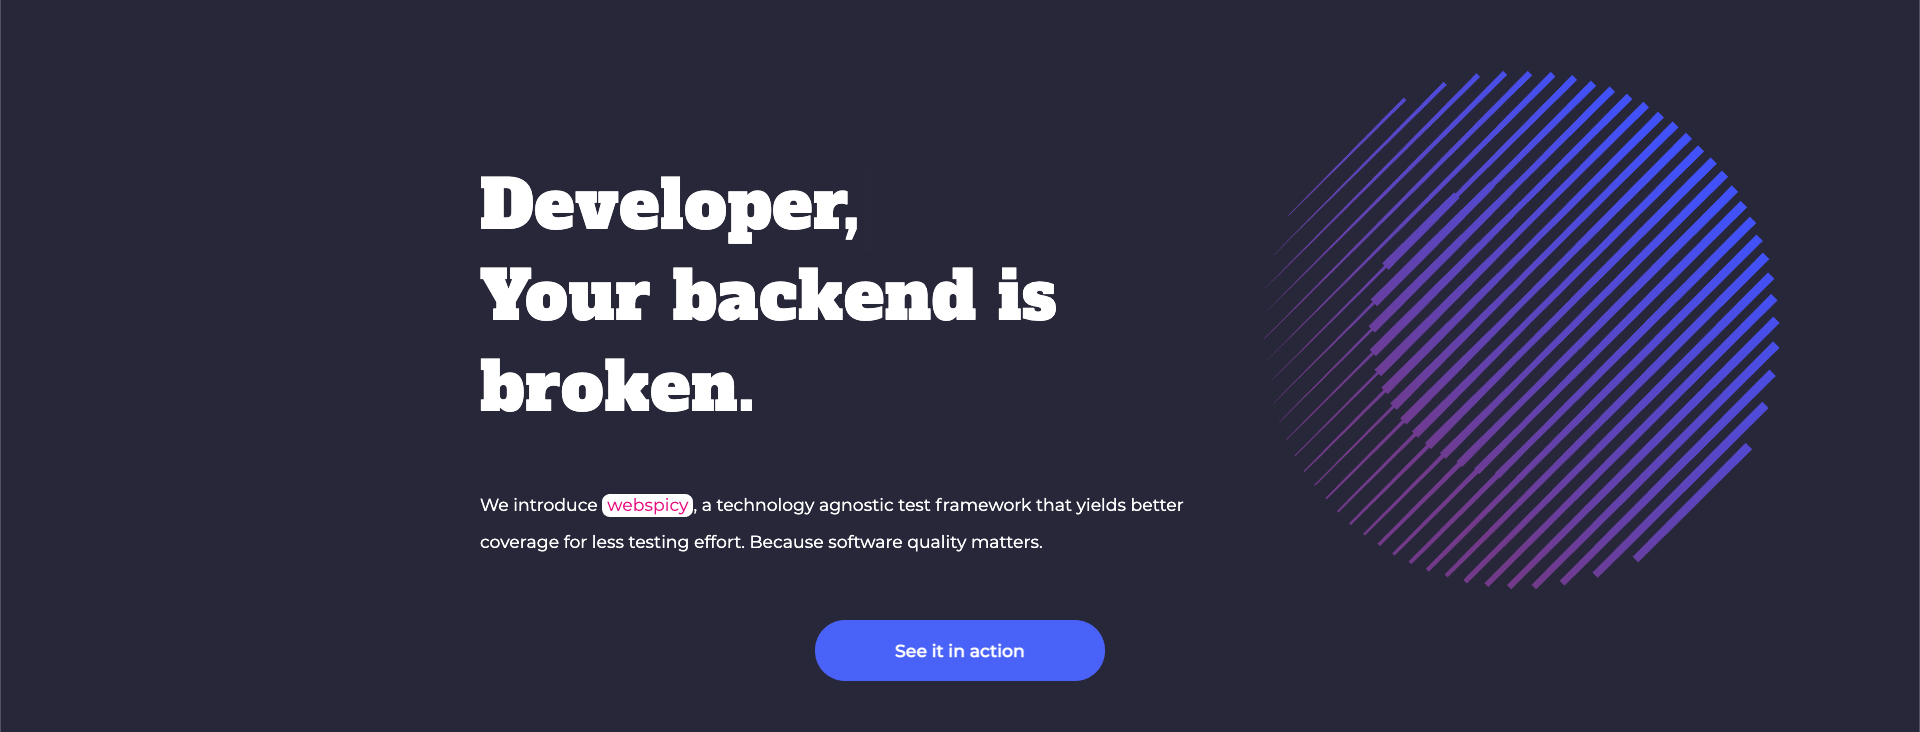 Developer,
Your backend is
broken.
We introduce webspicy, a technology agnostic test framework that yields better
coverage for less testing effort. Because software quality matters.
See it in action